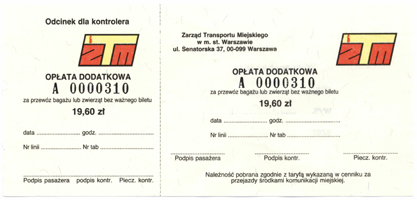 Odcinek dla kontrolera
ZTM
OPŁATA DODATKOWA
A 0000310
za przewóz bagażu lub zwierząt bez ważnego biletu
19,60 zł
data godz.
Nr linii Nr tab
Podpis pasażera podpis kontr. Piecz. kontr.
Zarząd Transportu Miejskiego
w m. st. Warszawie
ul. Senatorska 37, 00-099 Warszawa
ZTM
OPŁATA DODATKOWA
A 0000310
za przewóz bagażu lub zwierząt bez ważnego biletu
19,60 zł
data godz.
Nr linii Nr tab
Podpis pasażera Podpis kontr. Piecz. kontr.
Należność pobrana zgodnie z taryfą wykazaną w cenniku za
przejazdy środkami komunikacji miejskiej.